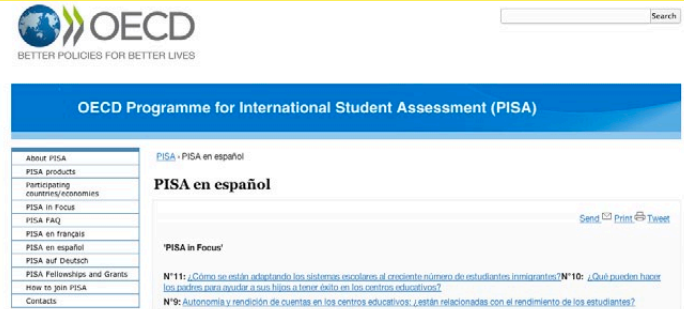 OECD
Search
BETTER POLICIES FOR BETTER LIVES
OECD Programme for International Student Assessment (PISA)
About PISA
PISA products
Participating
countries/economies
PISA in Focus
PISA FAQ
PISA en français
PISA en español
PISA auf Deutsch
PISA Fellowships and Grants
How to join PISA
Contacts
PISA › PISA en español
PISA en español
Send Print Tweet
'PISA in Focus'
N°11: ¿Cómo se están adaptando los sistemas escolares al creciente número de estudiantes inmigrantes?N°10: ¿Qué pueden hacer
los padres para ayudar a sus hijos a tener éxito en los centros educativos?
N°9: Autonomía y rendición de cuentas en los centros educativos: ¿están relacionadas con el rendimiento de los estudiantes?